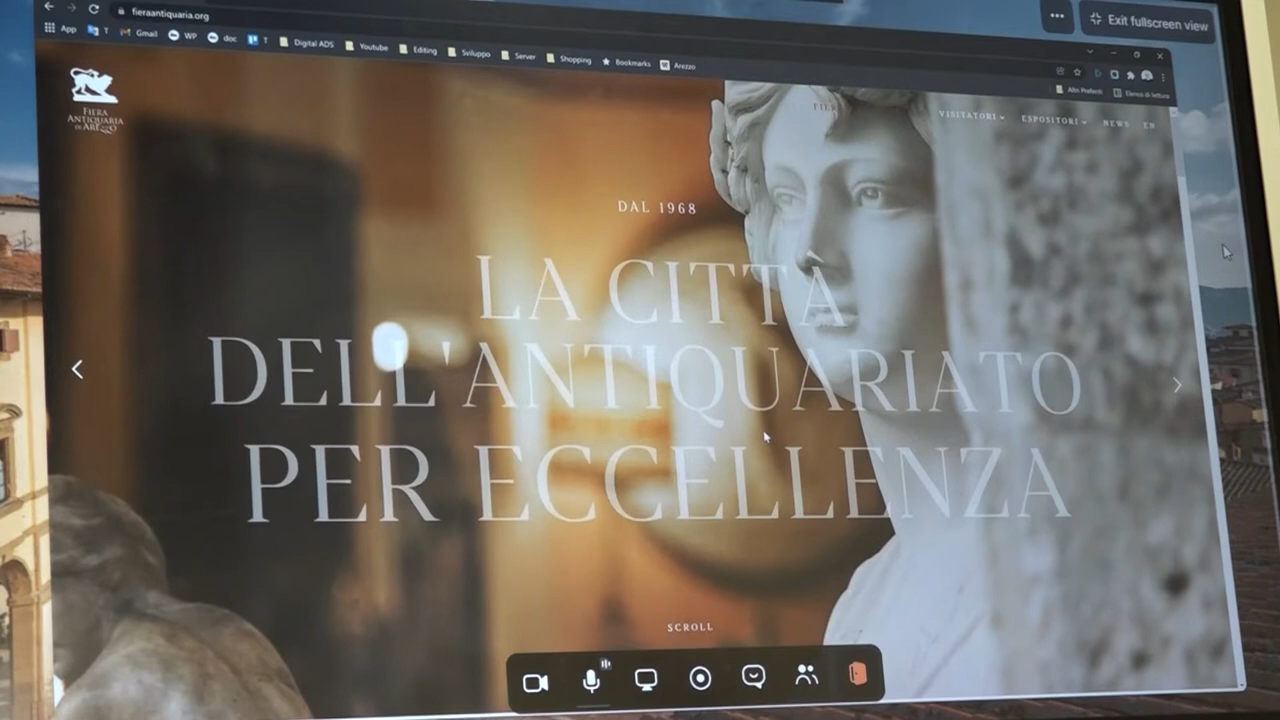 fieraantiquaria.org
Exit fullscreen view
App
T
Gmail
WP
doc
T
Digital ADS
Youtube
Editing
Sviluppo
Server
Shopping
Bookmarks
Arezzo
Altri Preferiti
Elenco di lettura
FIERA
ANTIQUARIA
DI AREZZO
FIER
VISITATORI
ESPOSITORI
NEWS
EN
DAL 1968
LA CITTÀ
DELL'ANTIQUARIATO
PER ECCELLENZA
SCROLL